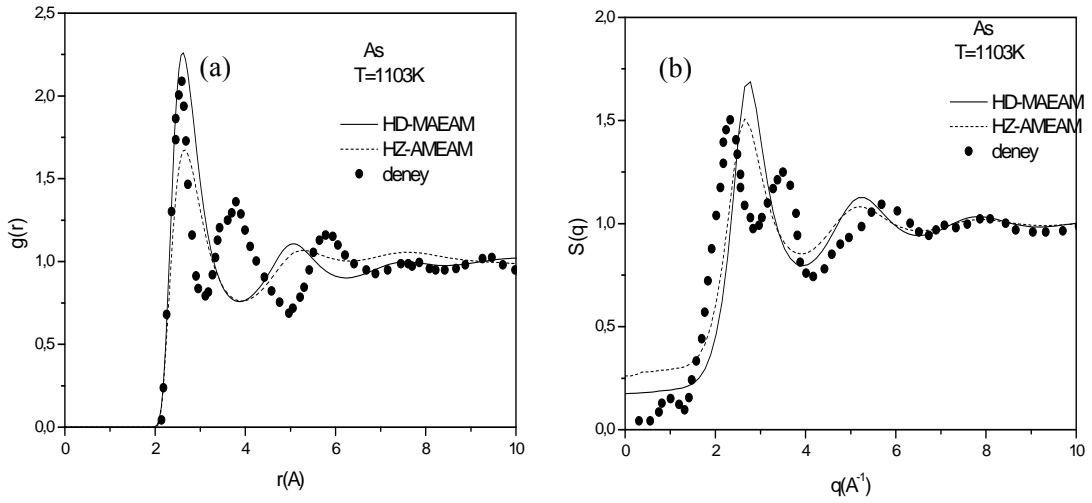 2,5
2,0
1,5
1,0
0,5
0,0
0
2
4
6
8
10
g(r)
r(A)
(a)
As
T=1103K
HD-MAEAM
HZ-AMEAM
deney
2,0
1,5
1,0
0,5
0,0
0
2
4
6
8
10
S(q)
q(A⁻¹)
(b)
As
T=1103K
HD-MAEAM
HZ-AMEAM
deney